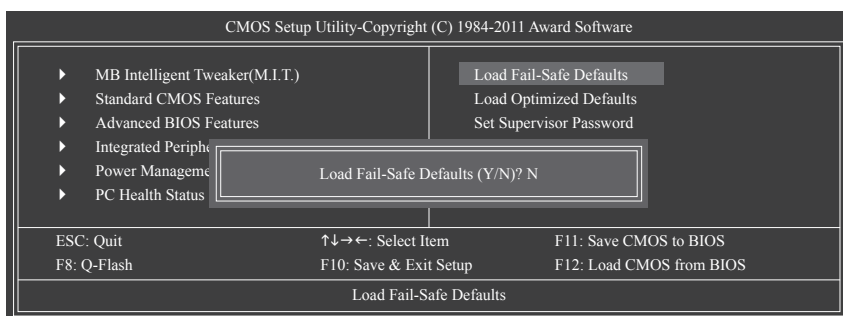 CMOS Setup Utility-Copyright (C) 1984-2011 Award Software
MB Intelligent Tweaker(M.I.T.)
Standard CMOS Features
Advanced BIOS Features
Integrated Periphe
Power Manageme
PC Health Status
Load Fail-Safe Defaults
Load Optimized Defaults
Set Supervisor Password
Load Fail-Safe Defaults (Y/N)? N
ESC: Quit ↑↓→←: Select Item F11: Save CMOS to BIOS
F8: Q-Flash F10: Save & Exit Setup F12: Load CMOS from BIOS
Load Fail-Safe Defaults